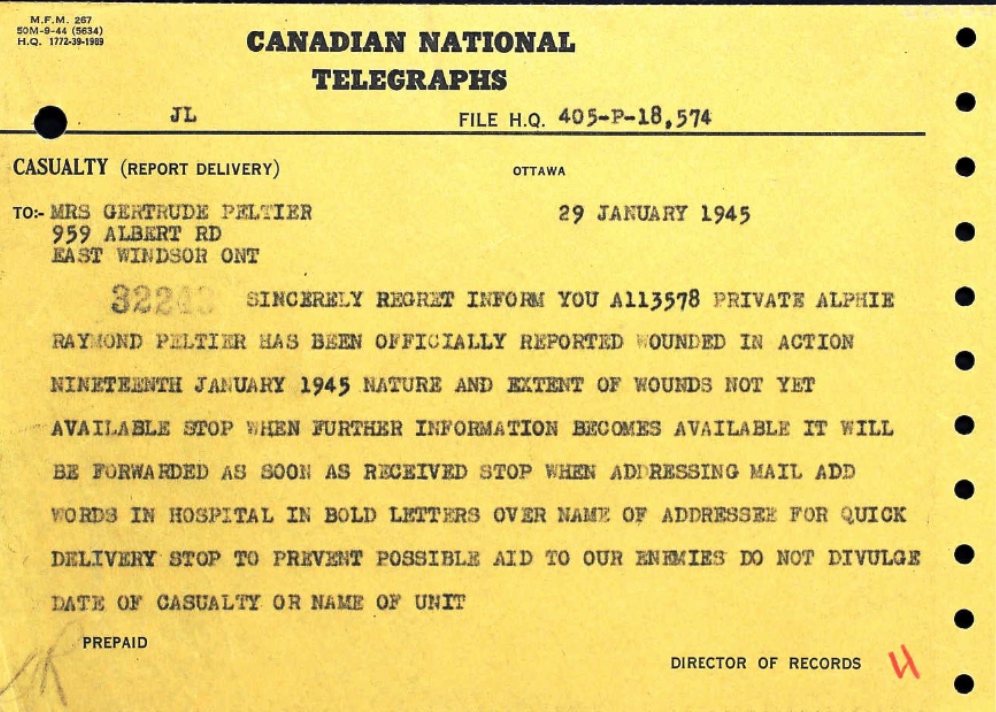 M.F.M. 267
50M-9-44 (5634)
H.Q. 1772-39-1989
CANADIAN NATIONAL
TELEGRAPHS
JL FILE H.Q. 405-P-18,574
CASUALTY (REPORT DELIVERY) OTTAWA
TO:- MRS GERTRUDE PELTIER 29 JANUARY 1945
959 ALBERT RD
EAST WINDSOR ONT
SINCERELY REGRET INFORM YOU A113578 PRIVATE ALPHIE
RAYMOND PELTIER HAS BEEN OFFICIALLY REPORTED WOUNDED IN ACTION
NINETEENTH JANUARY 1945 NATURE AND EXTENT OF WOUNDS NOT YET
AVAILABLE STOP WHEN FURTHER INFORMATION BECOMES AVAILABLE IT WILL
BE FORWARDED AS SOON AS RECEIVED STOP WHEN ADDRESSING MAIL ADD
WORDS IN HOSPITAL IN BOLD LETTERS OVER NAME OF ADDRESSEE FOR QUICK
DELIVERY STOP TO PREVENT POSSIBLE AID TO OUR ENEMIES DO NOT DIVULGE
DATE OF CASUALTY OR NAME OF UNIT
PREPAID
DIRECTOR OF RECORDS